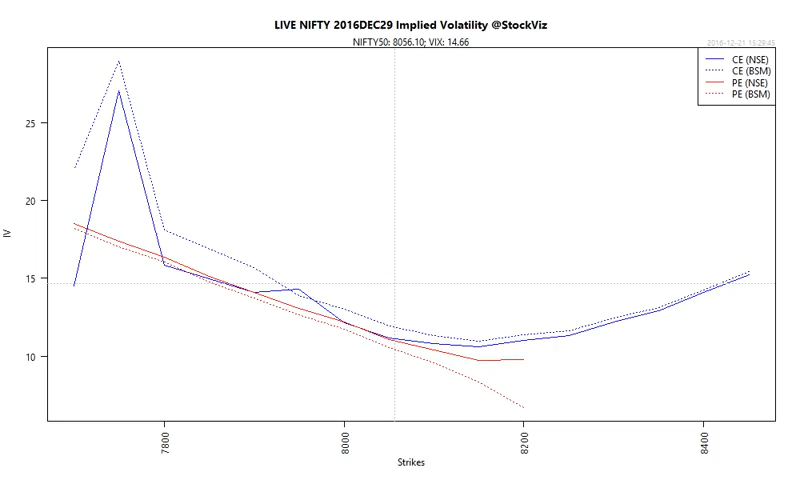 LIVE NIFTY 2016DEC29 Implied Volatility @StockViz
NIFTY50: 8056.10; VIX: 14.66
2016-12-21 15:29:45
CE (NSE)
CE (BSM)
PE (NSE)
PE (BSM)
25
20
15
10
IV
7800
8000
8200
8400
Strikes